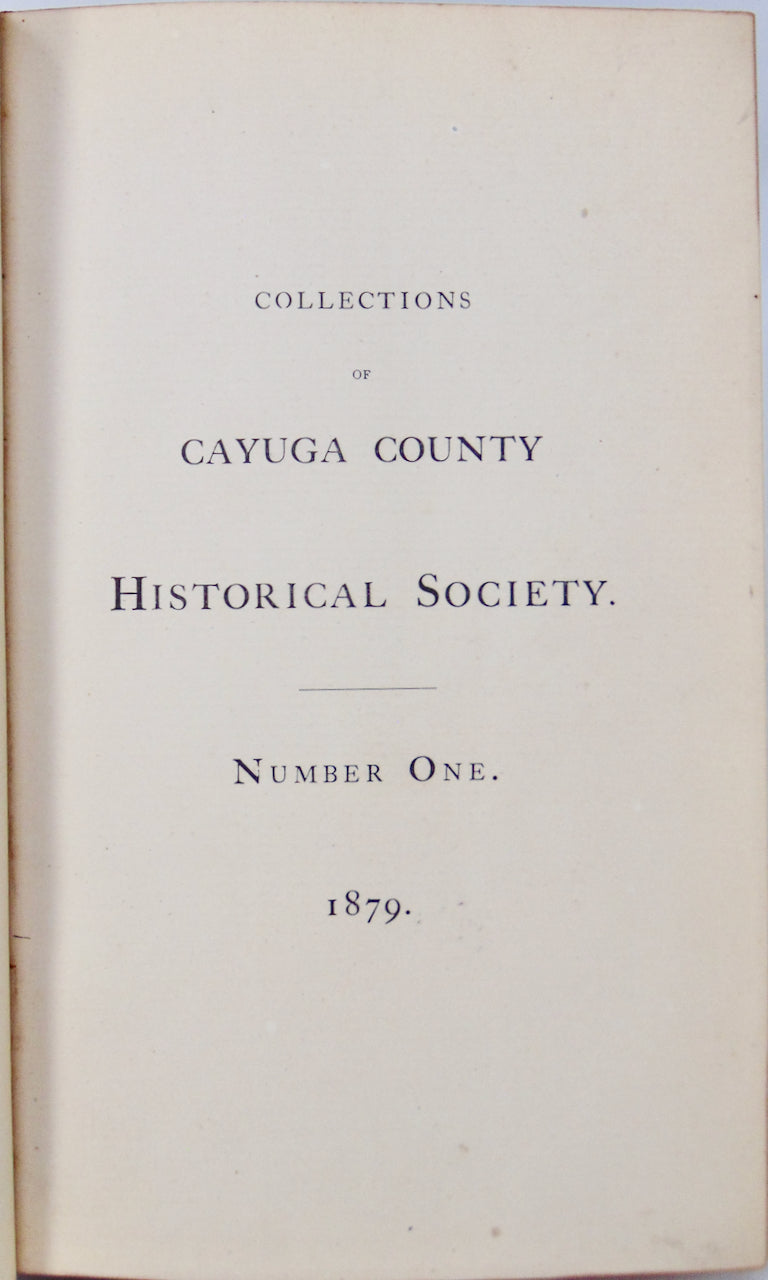 COLLECTIONS
OF
CAYUGA COUNTY
HISTORICAL SOCIETY.
NUMBER ONE.
1879.